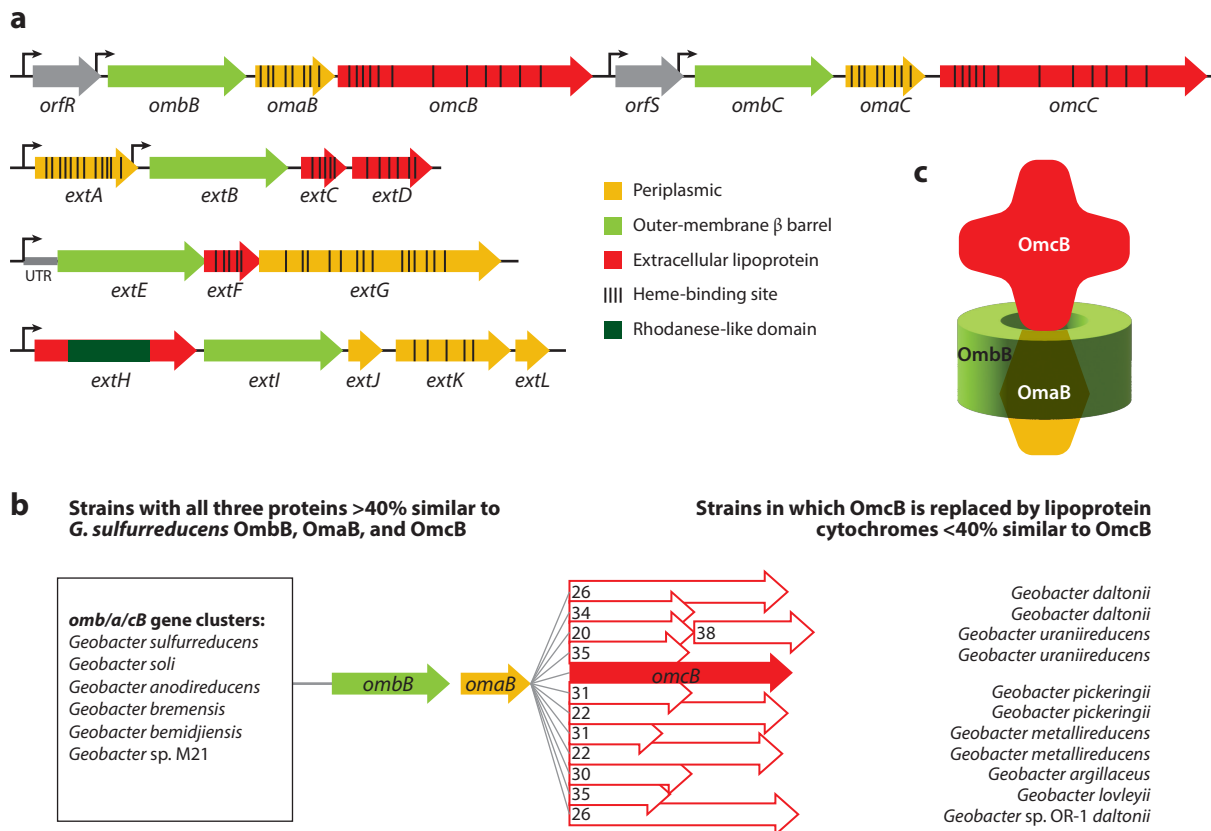 a
orfR
ombB
omaB
omcB
orfS
ombC
omaC
omcC
extA
extB
extC
extD
UTR
extE
extF
extG
extH
extI
extJ
extK
extL
Periplasmic
Outer-membrane β barrel
Extracellular lipoprotein
Heme-binding site
Rhodanese-like domain
c
OmcB
OmbB
OmaB
b
Strains with all three proteins >40% similar to
G. sulfurreducens OmbB, OmaB, and OmcB
Strains in which OmcB is replaced by lipoprotein
cytochromes <40% similar to OmcB
omb/a/cB gene clusters:
Geobacter sulfurreducens
Geobacter soli
Geobacter anodireducens
Geobacter bremensis
Geobacter bemidjiensis
Geobacter sp. M21
ombB
omaB
26
34
20
38
35
omcB
31
22
31
22
30
35
26
Geobacter daltonii
Geobacter daltonii
Geobacter uraniireducens
Geobacter uraniireducens
Geobacter pickeringii
Geobacter pickeringii
Geobacter metallireducens
Geobacter metallireducens
Geobacter argillaceus
Geobacter lovleyii
Geobacter sp. OR-1 daltonii